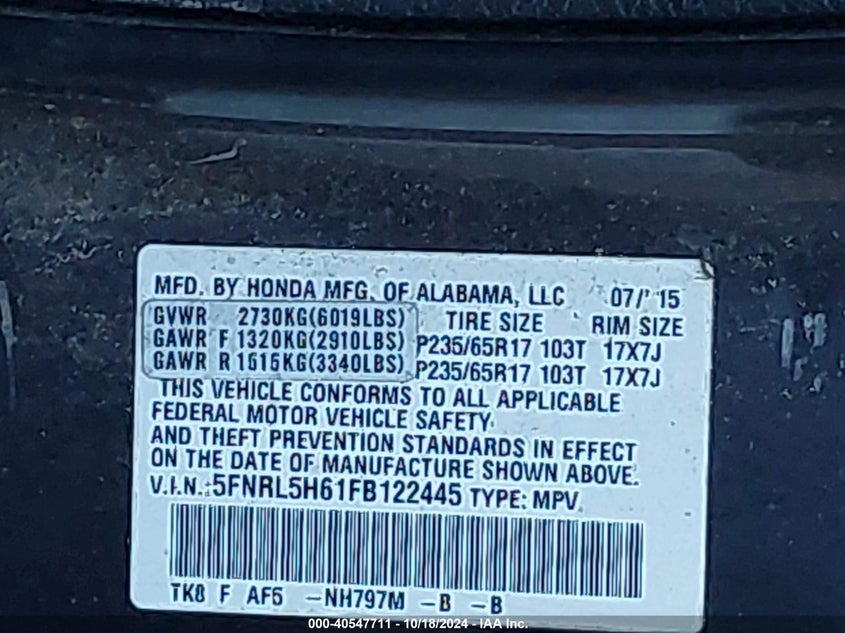 MFD. BY HONDA MFG. OF ALABAMA, LLC 07/'15
GVWR 2730KG(6019LBS) TIRE SIZE RIM SIZE
GAWR F 1320KG(2910LBS) P235/65R17 103T 17X7J
GAWR R 1515KG(3340LBS) P235/65R17 103T 17X7J
THIS VEHICLE CONFORMS TO ALL APPLICABLE
FEDERAL MOTOR VEHICLE SAFETY
AND THEFT PREVENTION STANDARDS IN EFFECT
ON THE DATE OF MANUFACTURE SHOWN ABOVE.
V.I.N.:5FNRL5H61FB122445 TYPE: MPV
TK8 F AF5 -NH797M -B -B
000-40547711 - 10/18/2024 - IAA Inc.